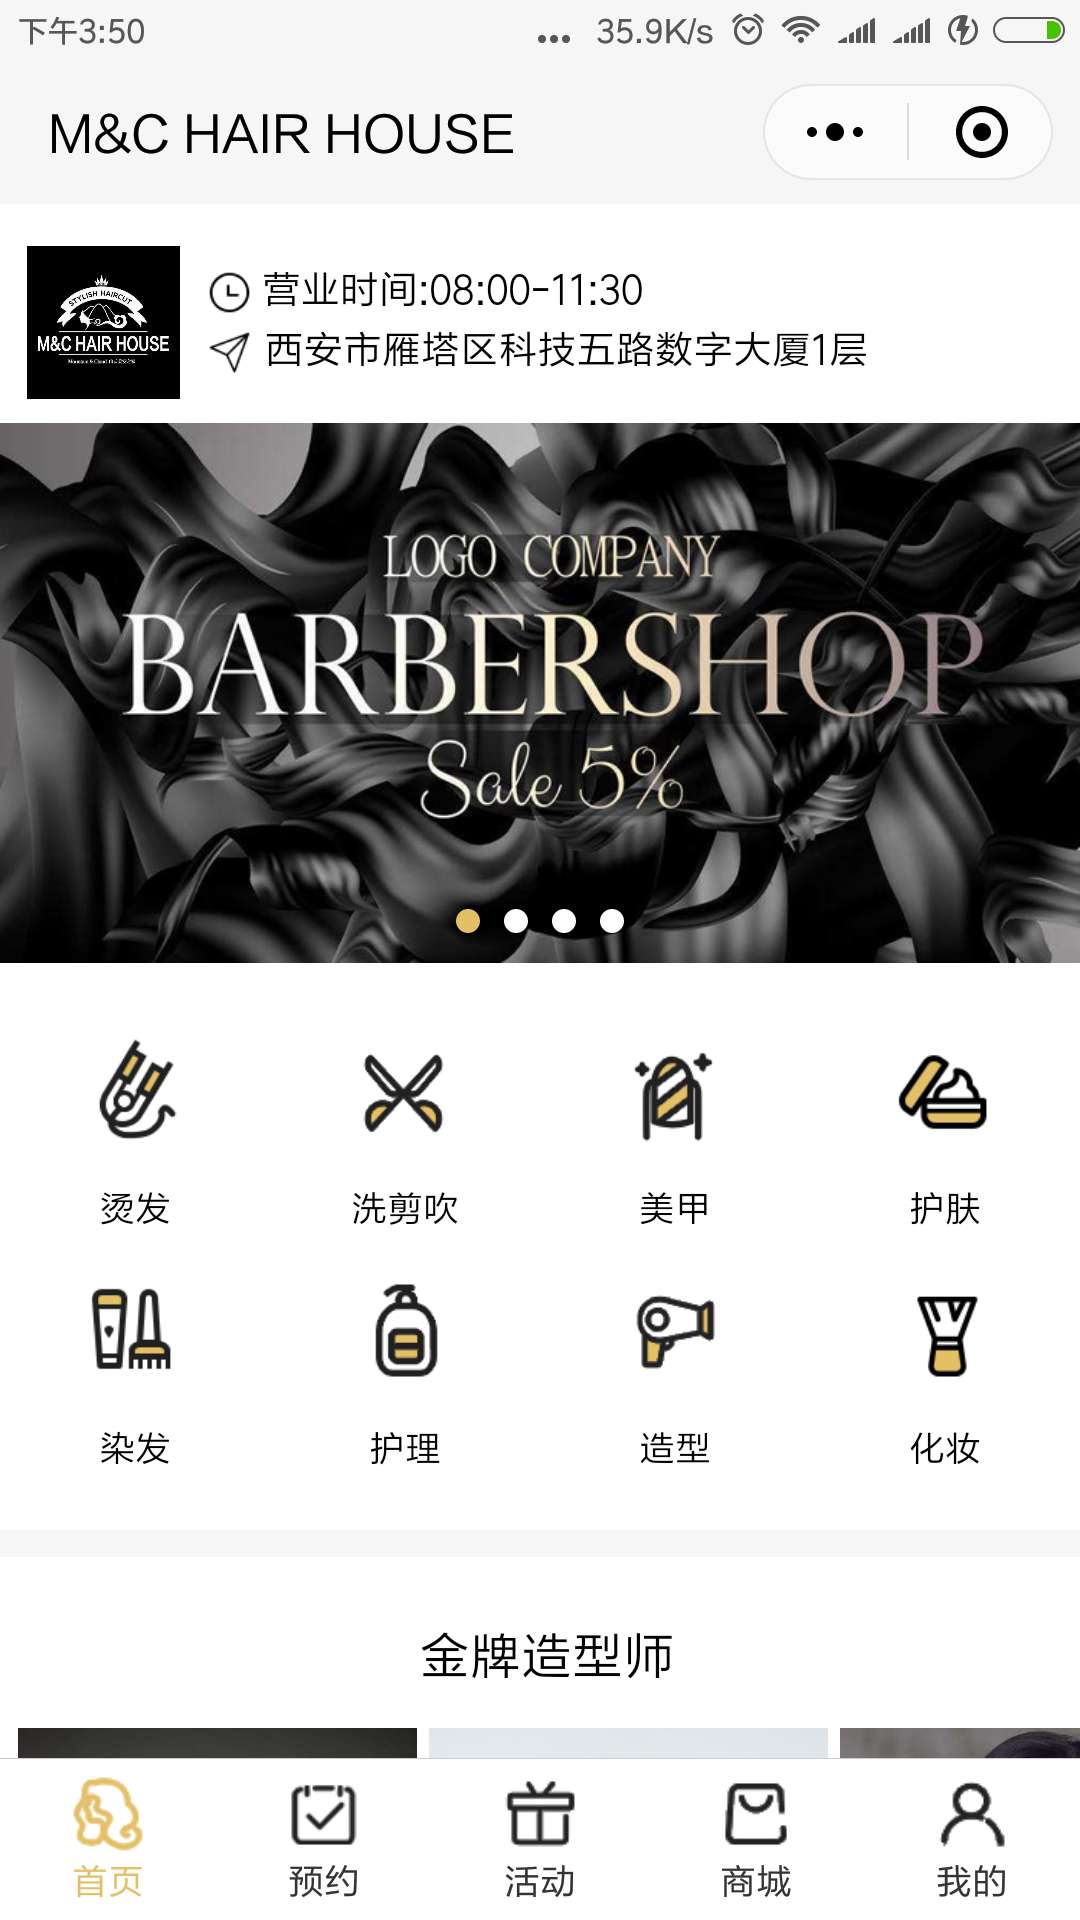 下午3:50
... 35.9K/s
M&C HAIR HOUSE
STYLISH HAIRCUT
M&C HAIR HOUSE
营业时间:08:00-11:30
西安市雁塔区科技五路数字大厦1层
LOGO COMPANY
BARBERSHOP
Sale 5%
烫发 洗剪吹 美甲 护肤
染发 护理 造型 化妆
金牌造型师
首页 预约 活动 商城 我的